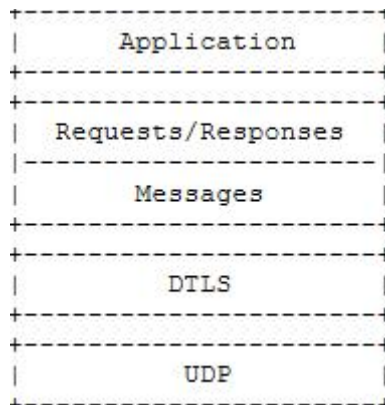 Application
Requests/Responses
Messages
DTLS
UDP